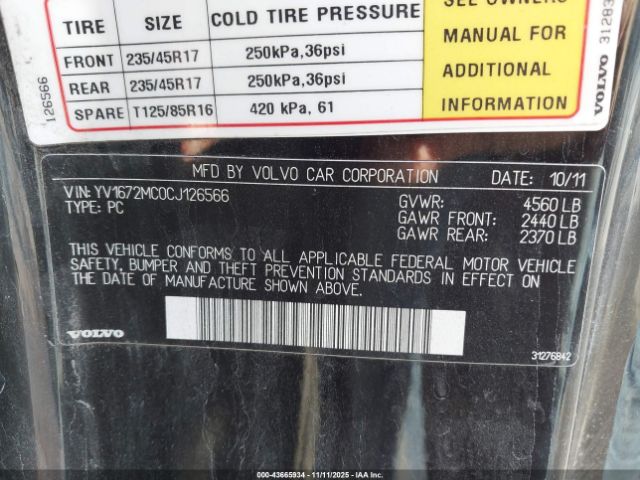 TIRE COLD TIRE PRESSURE SEE OWNERS
FRONT 235/45R17 250kPa,36psi MANUAL FOR
REAR 235/45R17 250kPa,36psi ADDITIONAL
SPARE T125/85R16 420 kPa, 61 INFORMATION
126566
VOLVO 31283
MFD BY VOLVO CAR CORPORATION DATE: 10/11
VIN: YV1672MC0CJ126566 GVWR: 4560 LB
TYPE: PC GAWR FRONT: 2440 LB
GAWR REAR: 2370 LB
THIS VEHICLE CONFORMS TO ALL APPLICABLE FEDERAL MOTOR VEHICLE
SAFETY, BUMPER AND THEFT PREVENTION STANDARDS IN EFFECT ON
THE DATE OF MANUFACTURE SHOWN ABOVE.
VOLVO 31276842
000-43665934 - 11/11/2025 - IAAI.COM